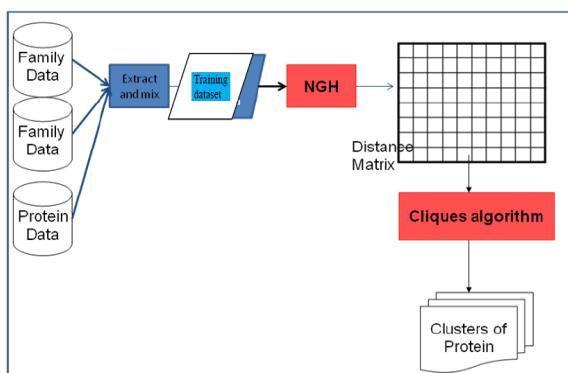 Family
Data
Family
Data
Protein
Data
Extract
and mix
Training
dataset
NGH
Distance
Matrix
Cliques algorithm
Clusters of
Protein